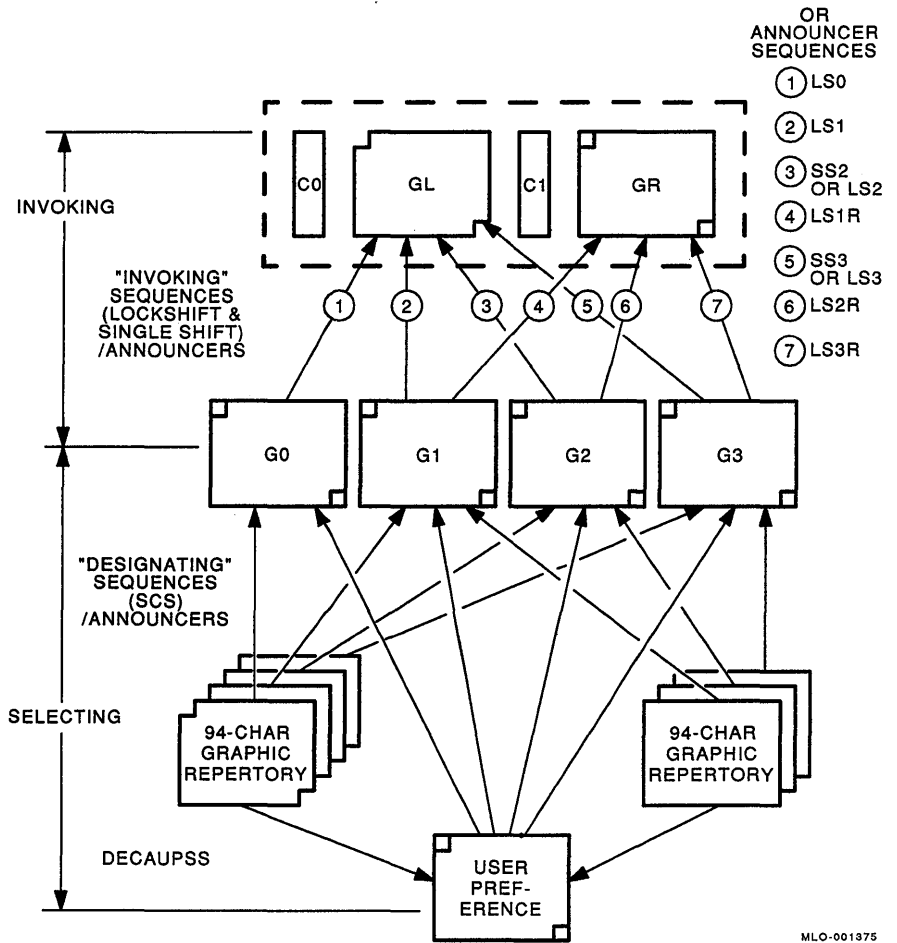 OR
ANNOUNCER
SEQUENCES
1 LS0
2 LS1
3 SS2
OR LS2
4 LS1R
5 SS3
OR LS3
6 LS2R
7 LS3R
C0
GL
C1
GR
INVOKING
"INVOKING"
SEQUENCES
(LOCKSHIFT &
SINGLE SHIFT)
/ANNOUNCERS
1
2
3
4
5
6
7
G0
G1
G2
G3
"DESIGNATING"
SEQUENCES
(SCS)
/ANNOUNCERS
SELECTING
94-CHAR
GRAPHIC
REPERTORY
94-CHAR
GRAPHIC
REPERTORY
DECAUPSS
USER
PREF-
ERENCE
MLO-001375